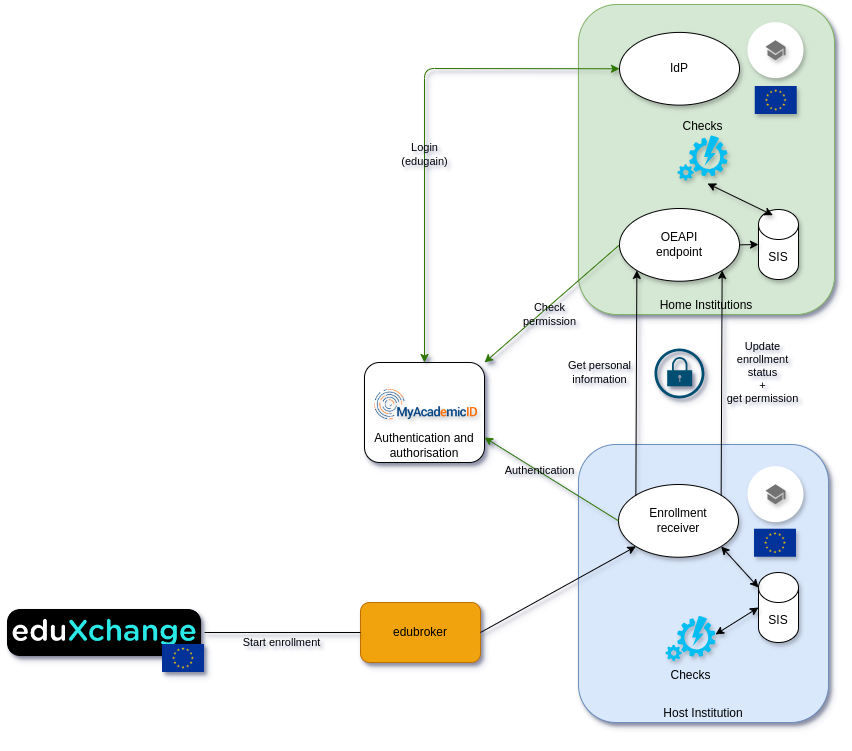 IdP
Checks
Login
(edugain)
OEAPI
endpoint
SIS
Home Institutions
Check
permission
Get personal
information
Update
enrollment
status
+
get permission
MyAcademicID
Authentication and
authorisation
Authentication
Enrollment
receiver
SIS
eduXchange
Start enrollment
edubroker
Checks
Host Institution